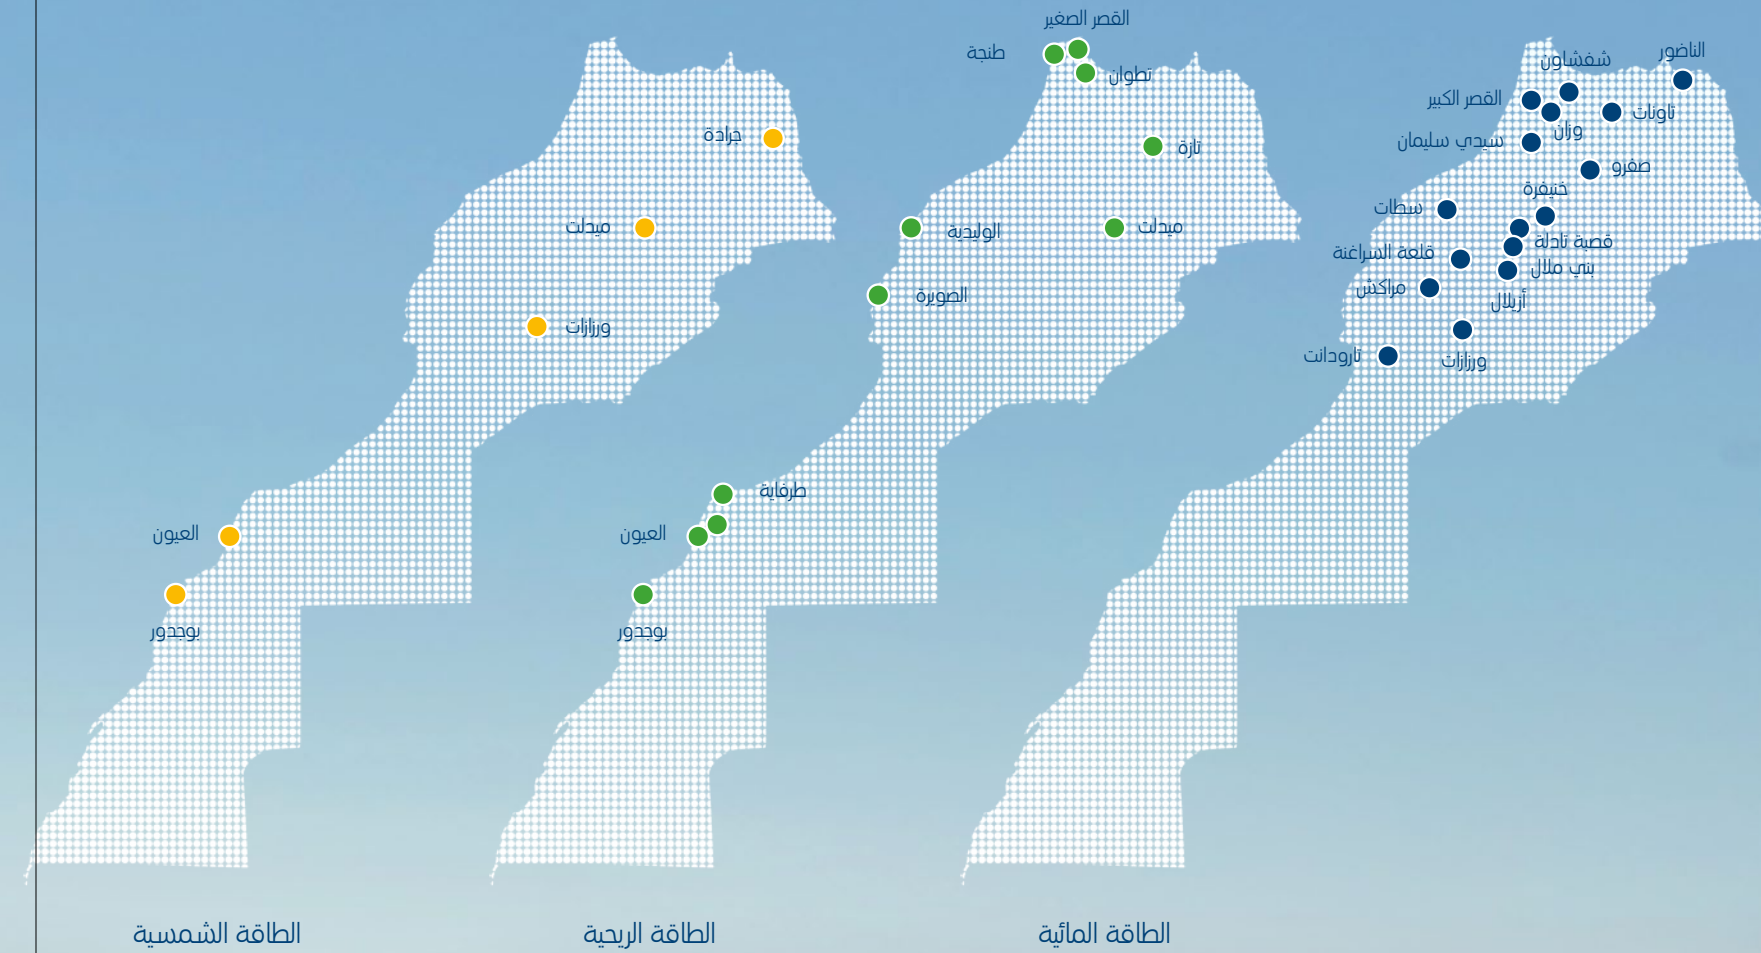 القصر الصغير
طنجة
تطوان
تازة
ميدلت
الوليدية
الصويرة
طرفاية
العيون
بوجدور
الناضور
شفشاون
القصر الكبير
تاونات
وزان
سيدي سليمان
صفرو
خنيفرة
سطات
قصبة تادلة
قلعة السراغنة
بني ملال
مراكش
أزيلال
تارودانت
ورزازات
جرادة
ميدلت
ورزازات
العيون
بوجدور
الطاقة المائية
الطاقة الريحية
الطاقة الشمسية